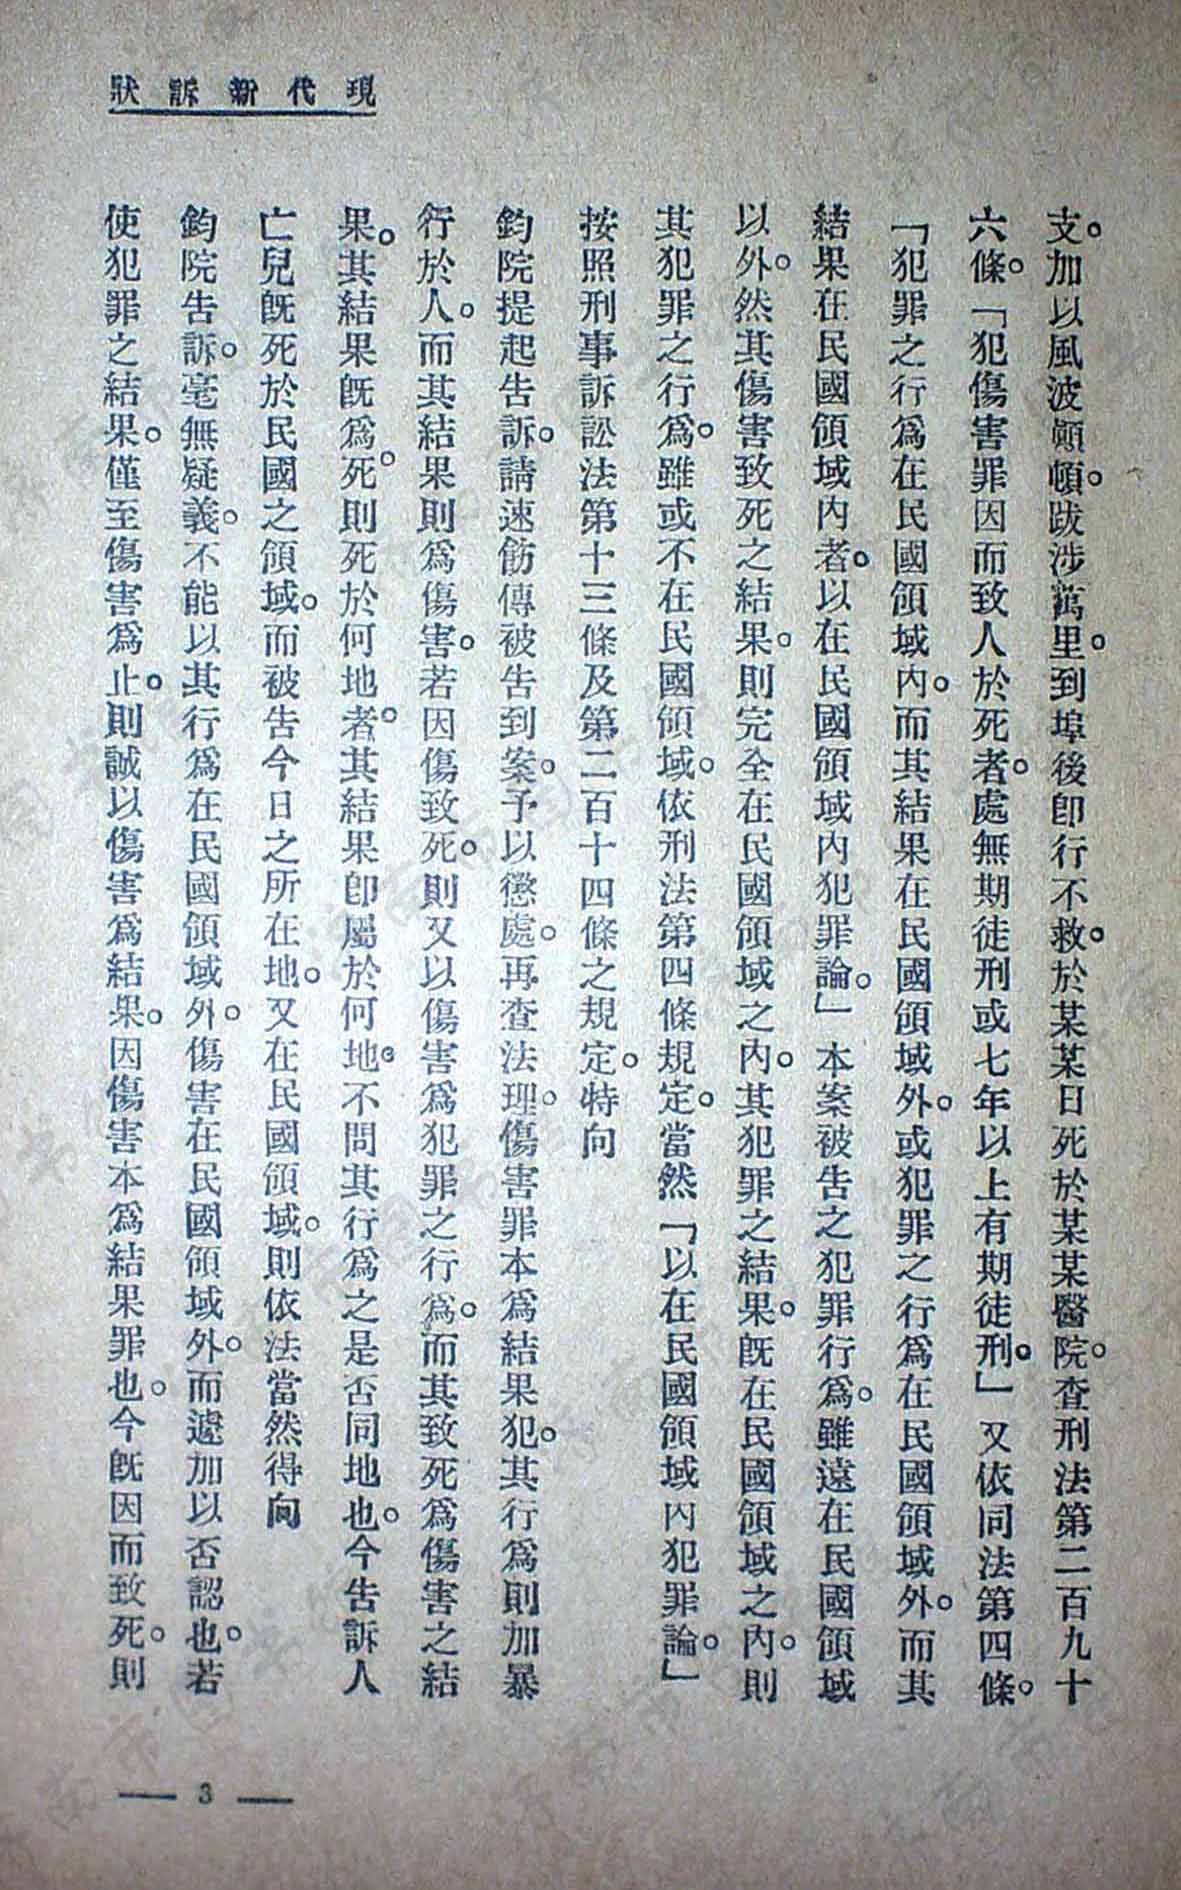 現代新訴狀
支。加以風波顚頓。跋涉萬里。到埠後卽行不救。於某某日死於某某醫院。查刑法第二百九十
六條。「犯傷害罪因而致人於死者。處無期徒刑或七年以上有期徒刑。」又依同法第四條。
「犯罪之行爲在民國領域內。而其結果在民國領域外。或犯罪之行爲在民國領域外。而其
結果在民國領域內者。以在民國領域內犯罪論。」本案被告之犯罪行爲。雖遠在民國領域
以外。然其傷害致死之結果。則完全在民國領域之內。其犯罪之結果。旣在民國領域之內。則
其犯罪之行爲。雖或不在民國領域。依刑法第四條規定。當然「以在民國領域內犯罪論。」
按照刑事訴訟法第十三條及第二百十四條之規定。特向
鈞院提起告訴。請速飭傳被告到案。予以懲處。再查法理。傷害罪本爲結果犯。其行爲則加暴
行於人。而其結果則爲傷害。若因傷致死。則又以傷害爲犯罪之行爲。而其致死爲傷害之結
果。其結果旣爲死。則死於何地者。其結果卽屬於何地。不問其行爲之是否同地也。今告訴人
亡兒旣死於民國之領域。而被告今日之所在地。又在民國領域。則依法當然得向
鈞院告訴。毫無疑義。不能以其行爲在民國領域外。傷害在民國領域外。而遽加以否認也。若
使犯罪之結果。僅至傷害爲止。則誠以傷害爲結果。因傷害本爲結果罪也。今旣因而致死。則
— 3 —